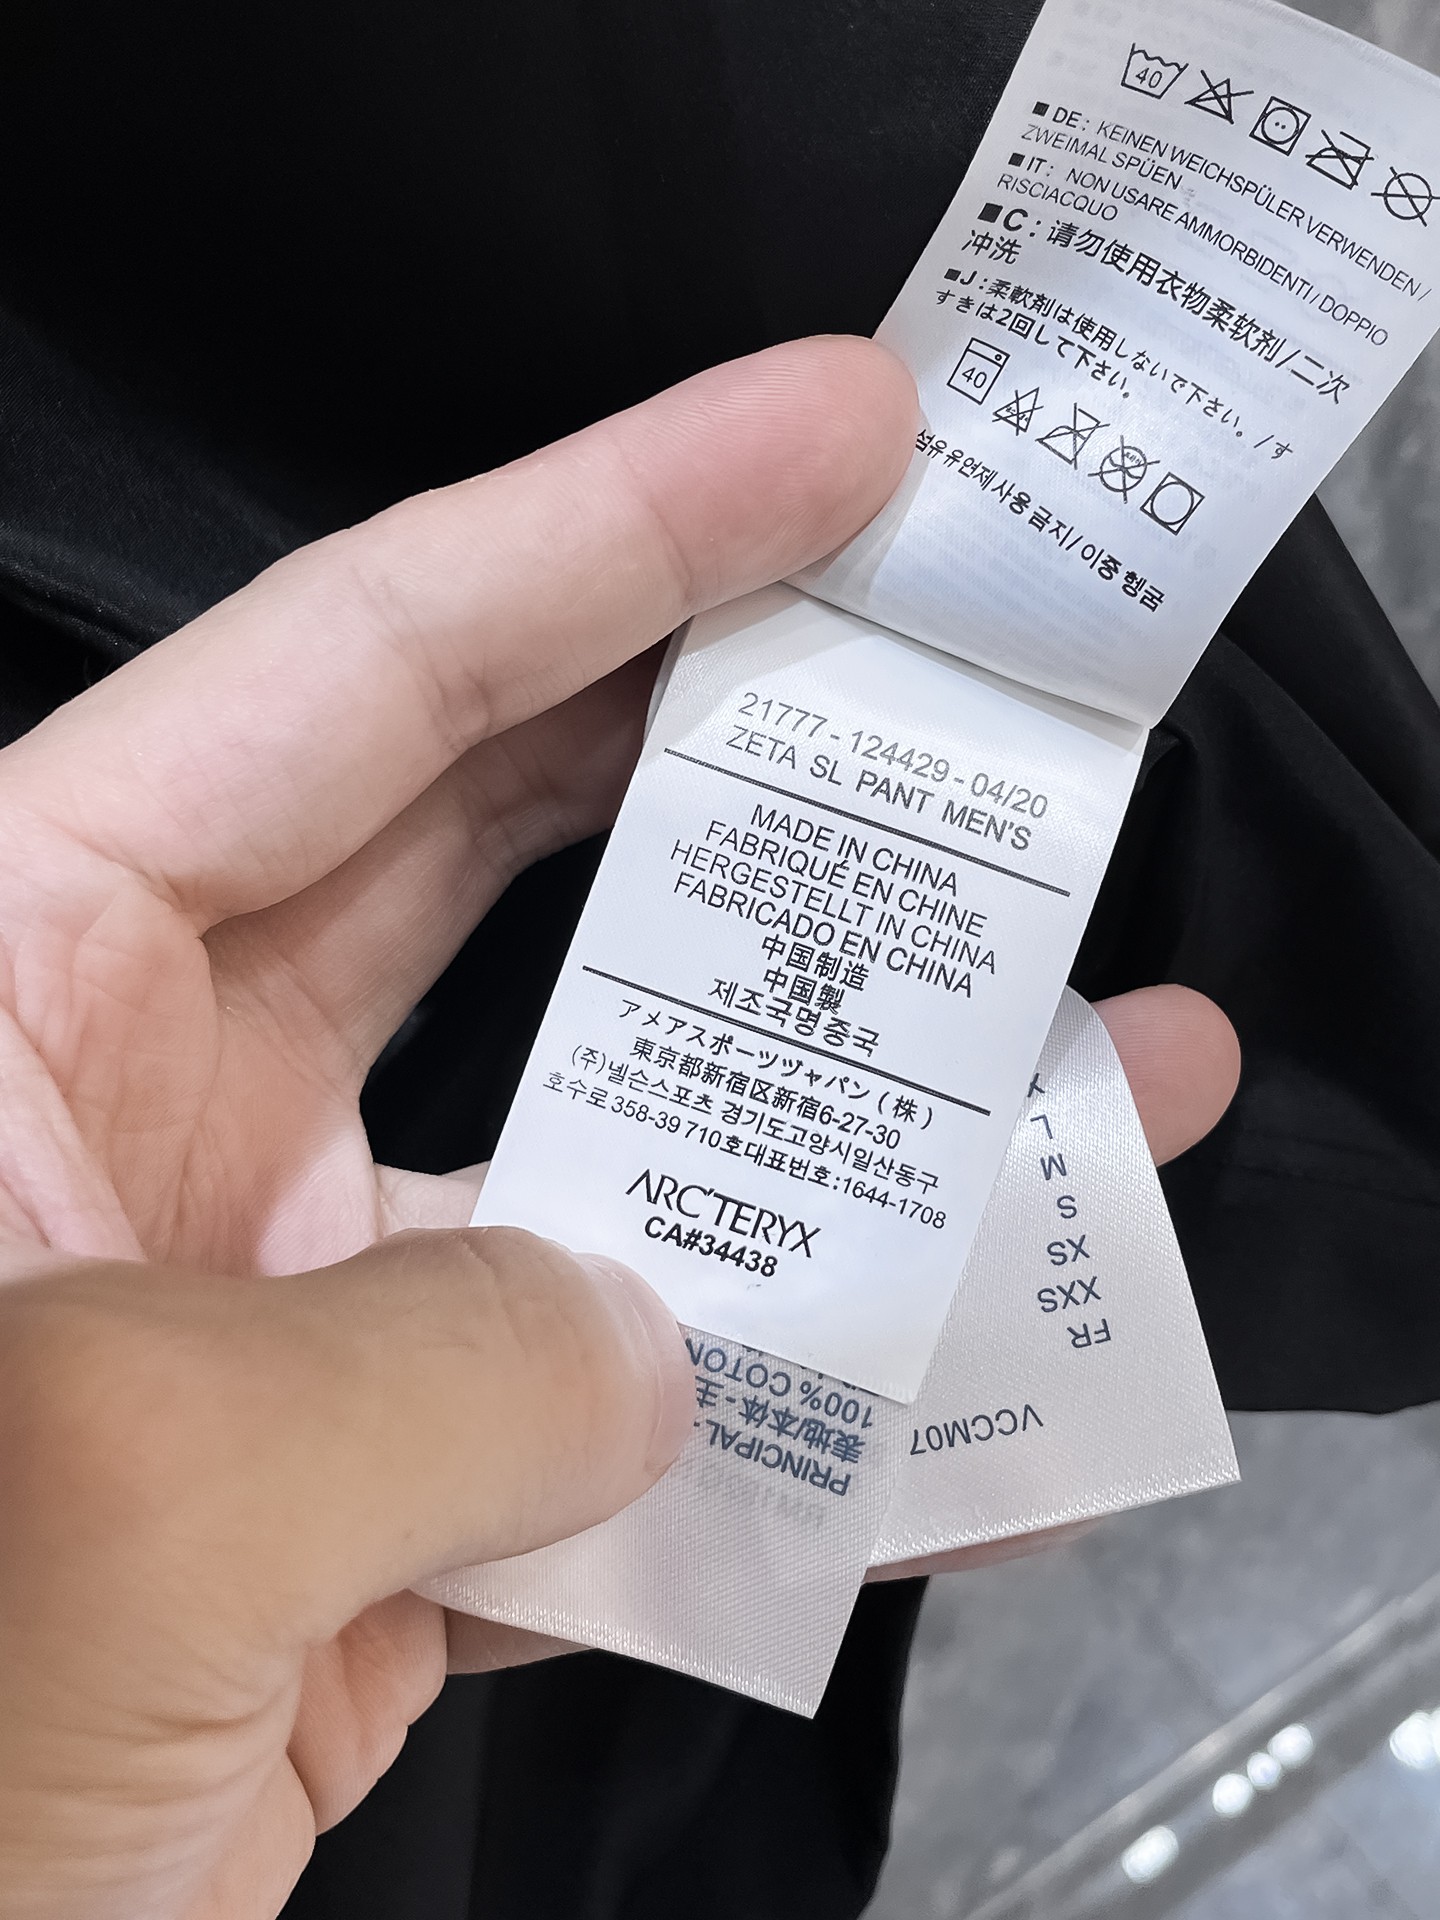 40
■ DE : KEINEN WEICHSPÜLER VERWENDEN /
ZWEIMAL SPÜEN
■ IT : NON USARE AMMORBIDENTI / DOPPIO
RISCIACQUO
■ C : 请勿使用衣物柔软剂/二次
冲洗
■ J : 柔軟剤は使用しないで下さい。/す
すきは2回して下さい。
40
섬유유연제 사용 금지/ 이중 헹굼
21777 - 124429 - 04/20
ZETA SL PANT MEN'S
MADE IN CHINA
FABRIQUÉ EN CHINE
HERGESTELLT IN CHINA
FABRICADO EN CHINA
中国制造
中国製
제조국명 중국
アメアスポーツヅャパン ( 株 )
東京都新宿区新宿6-27-30
(주)넬슨스포츠 경기도고양시일산동구
호수로 358-39 710호대표번호:1644-1708
ARC'TERYX
CA#34438
L
M
S
XS
XXS
FR
VCCM07
100% COTON
表地/本体 - 主
PRINCIPAL -